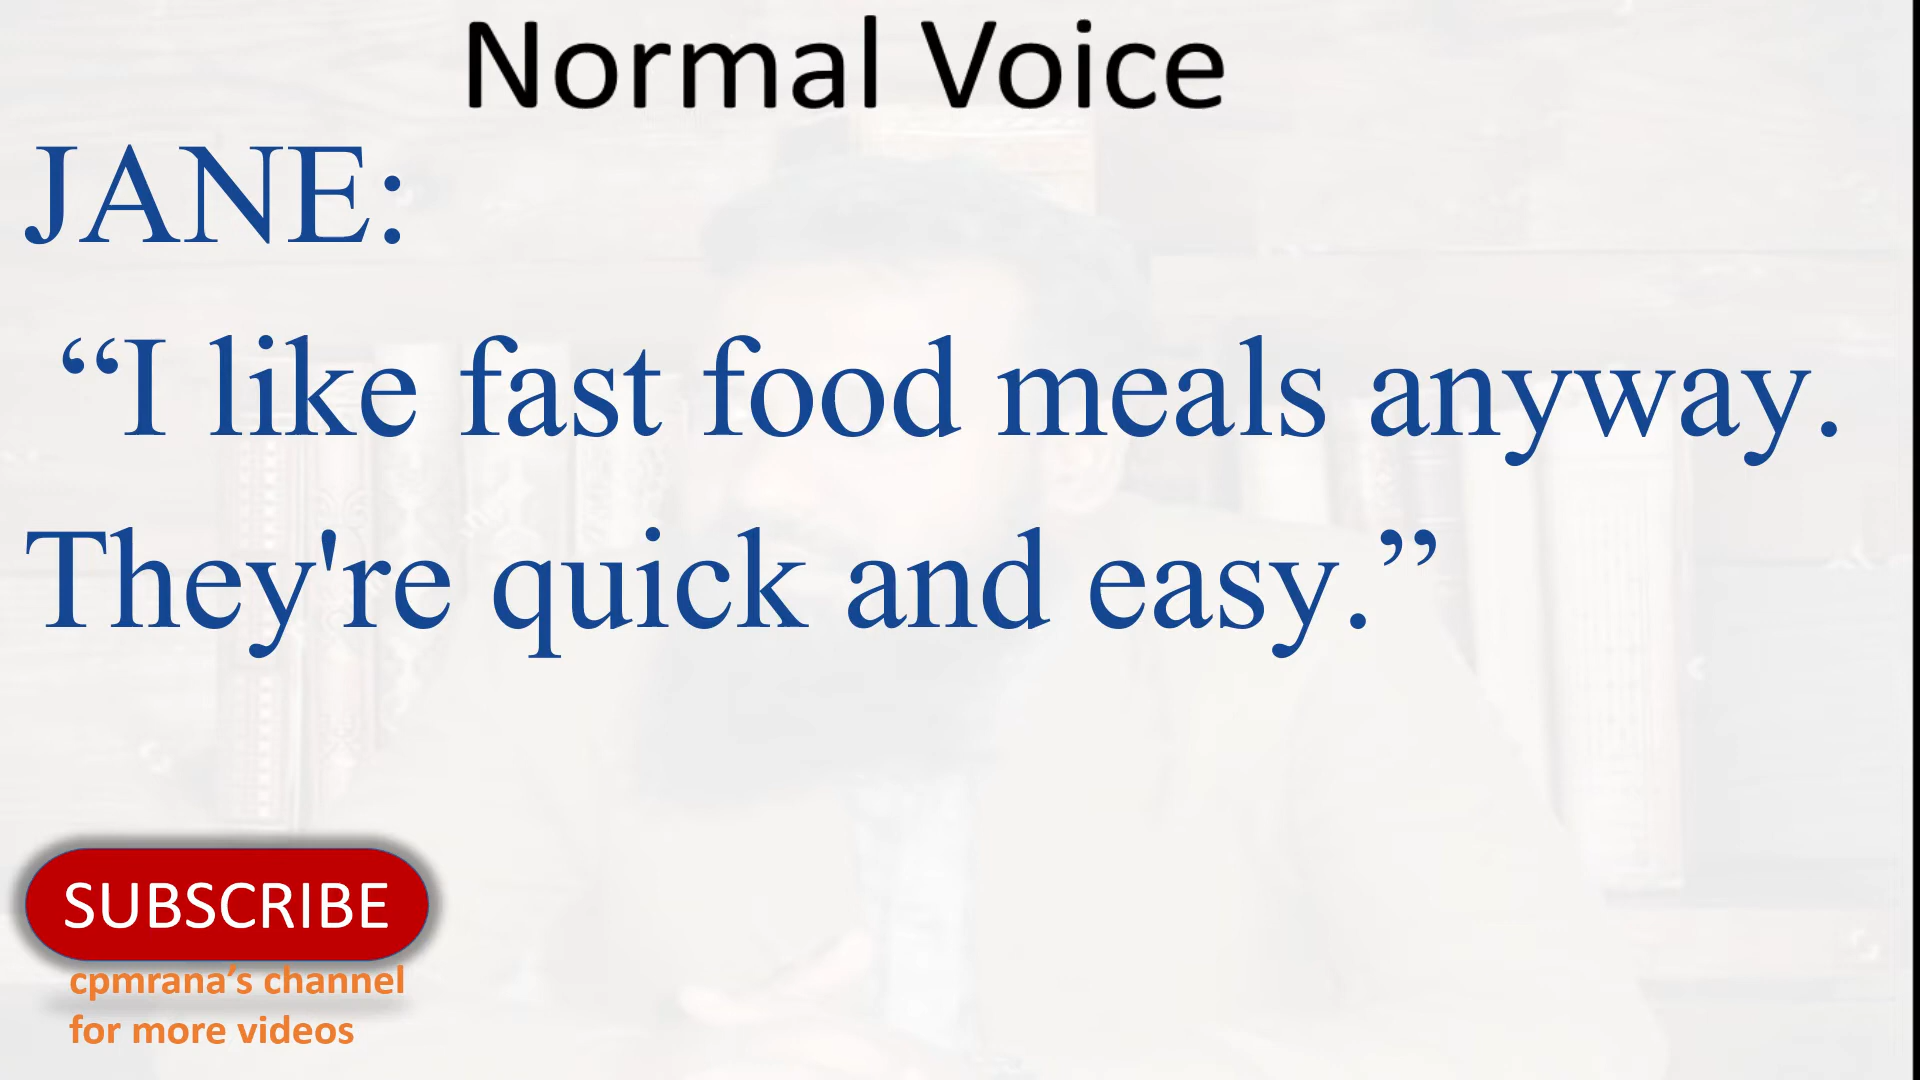 Normal Voice
JANE:
“I like fast food meals anyway.
They're quick and easy.”
SUBSCRIBE
cpmrana’s channel
for more videos